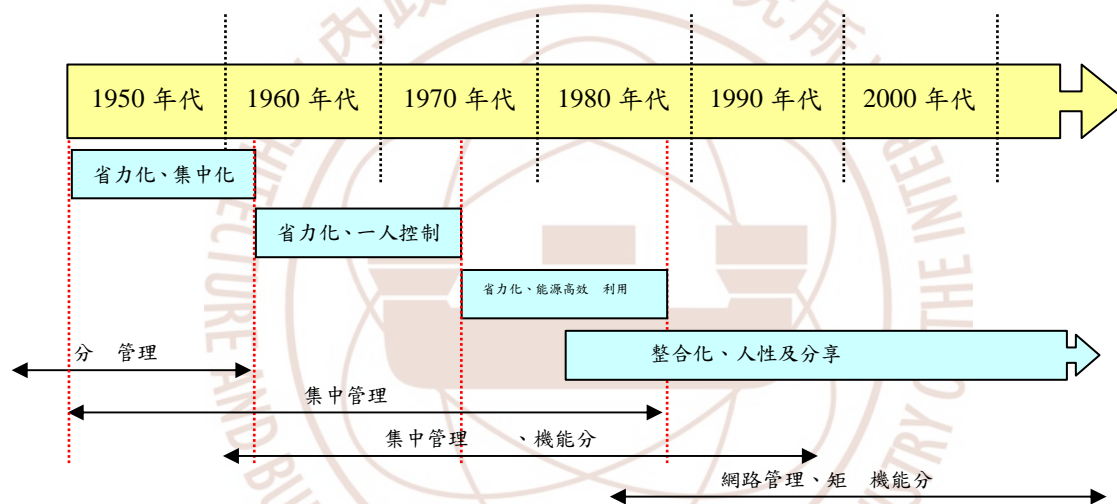 1950 年代 1960 年代 1970 年代 1980 年代 1990 年代 2000 年代
省力化、集中化
省力化、一人控制
省力化、能源高效 利用
整合化、人性及分享
分 管理
集中管理
集中管理 、機能分
網路管理、矩 機能分